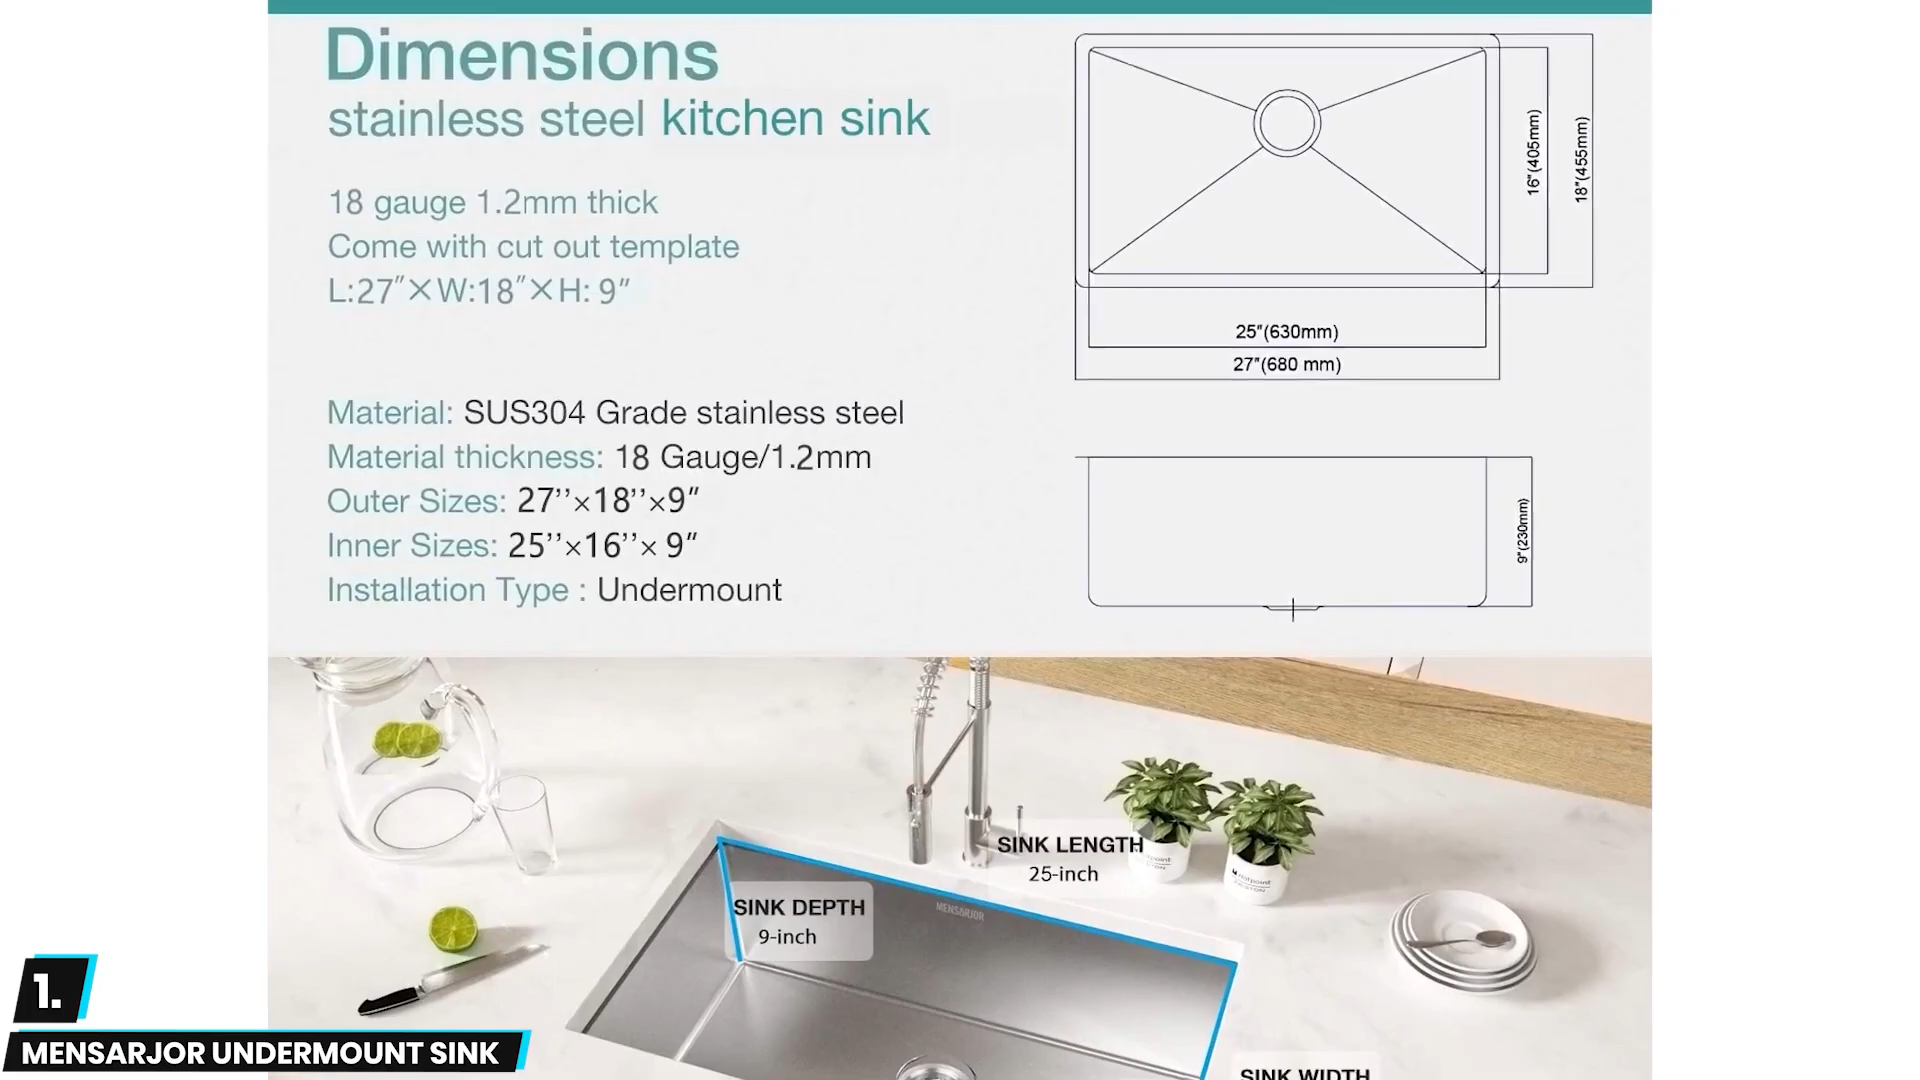 Dimensions
stainless steel kitchen sink
18 gauge 1.2mm thick
Come with cut out template
L:27″×W:18″×H: 9″
Material: SUS304 Grade stainless steel
Material thickness: 18 Gauge/1.2mm
Outer Sizes: 27’’×18’’×9″
Inner Sizes: 25’’×16’’× 9″
Installation Type : Undermount
16"(405mm)
18"(455mm)
25"(630mm)
27"(680 mm)
9"(230mm)
SINK LENGTH
25-inch
SINK DEPTH
9-inch
MENSARJOR
SINK WIDTH
1.
MENSARJOR UNDERMOUNT SINK